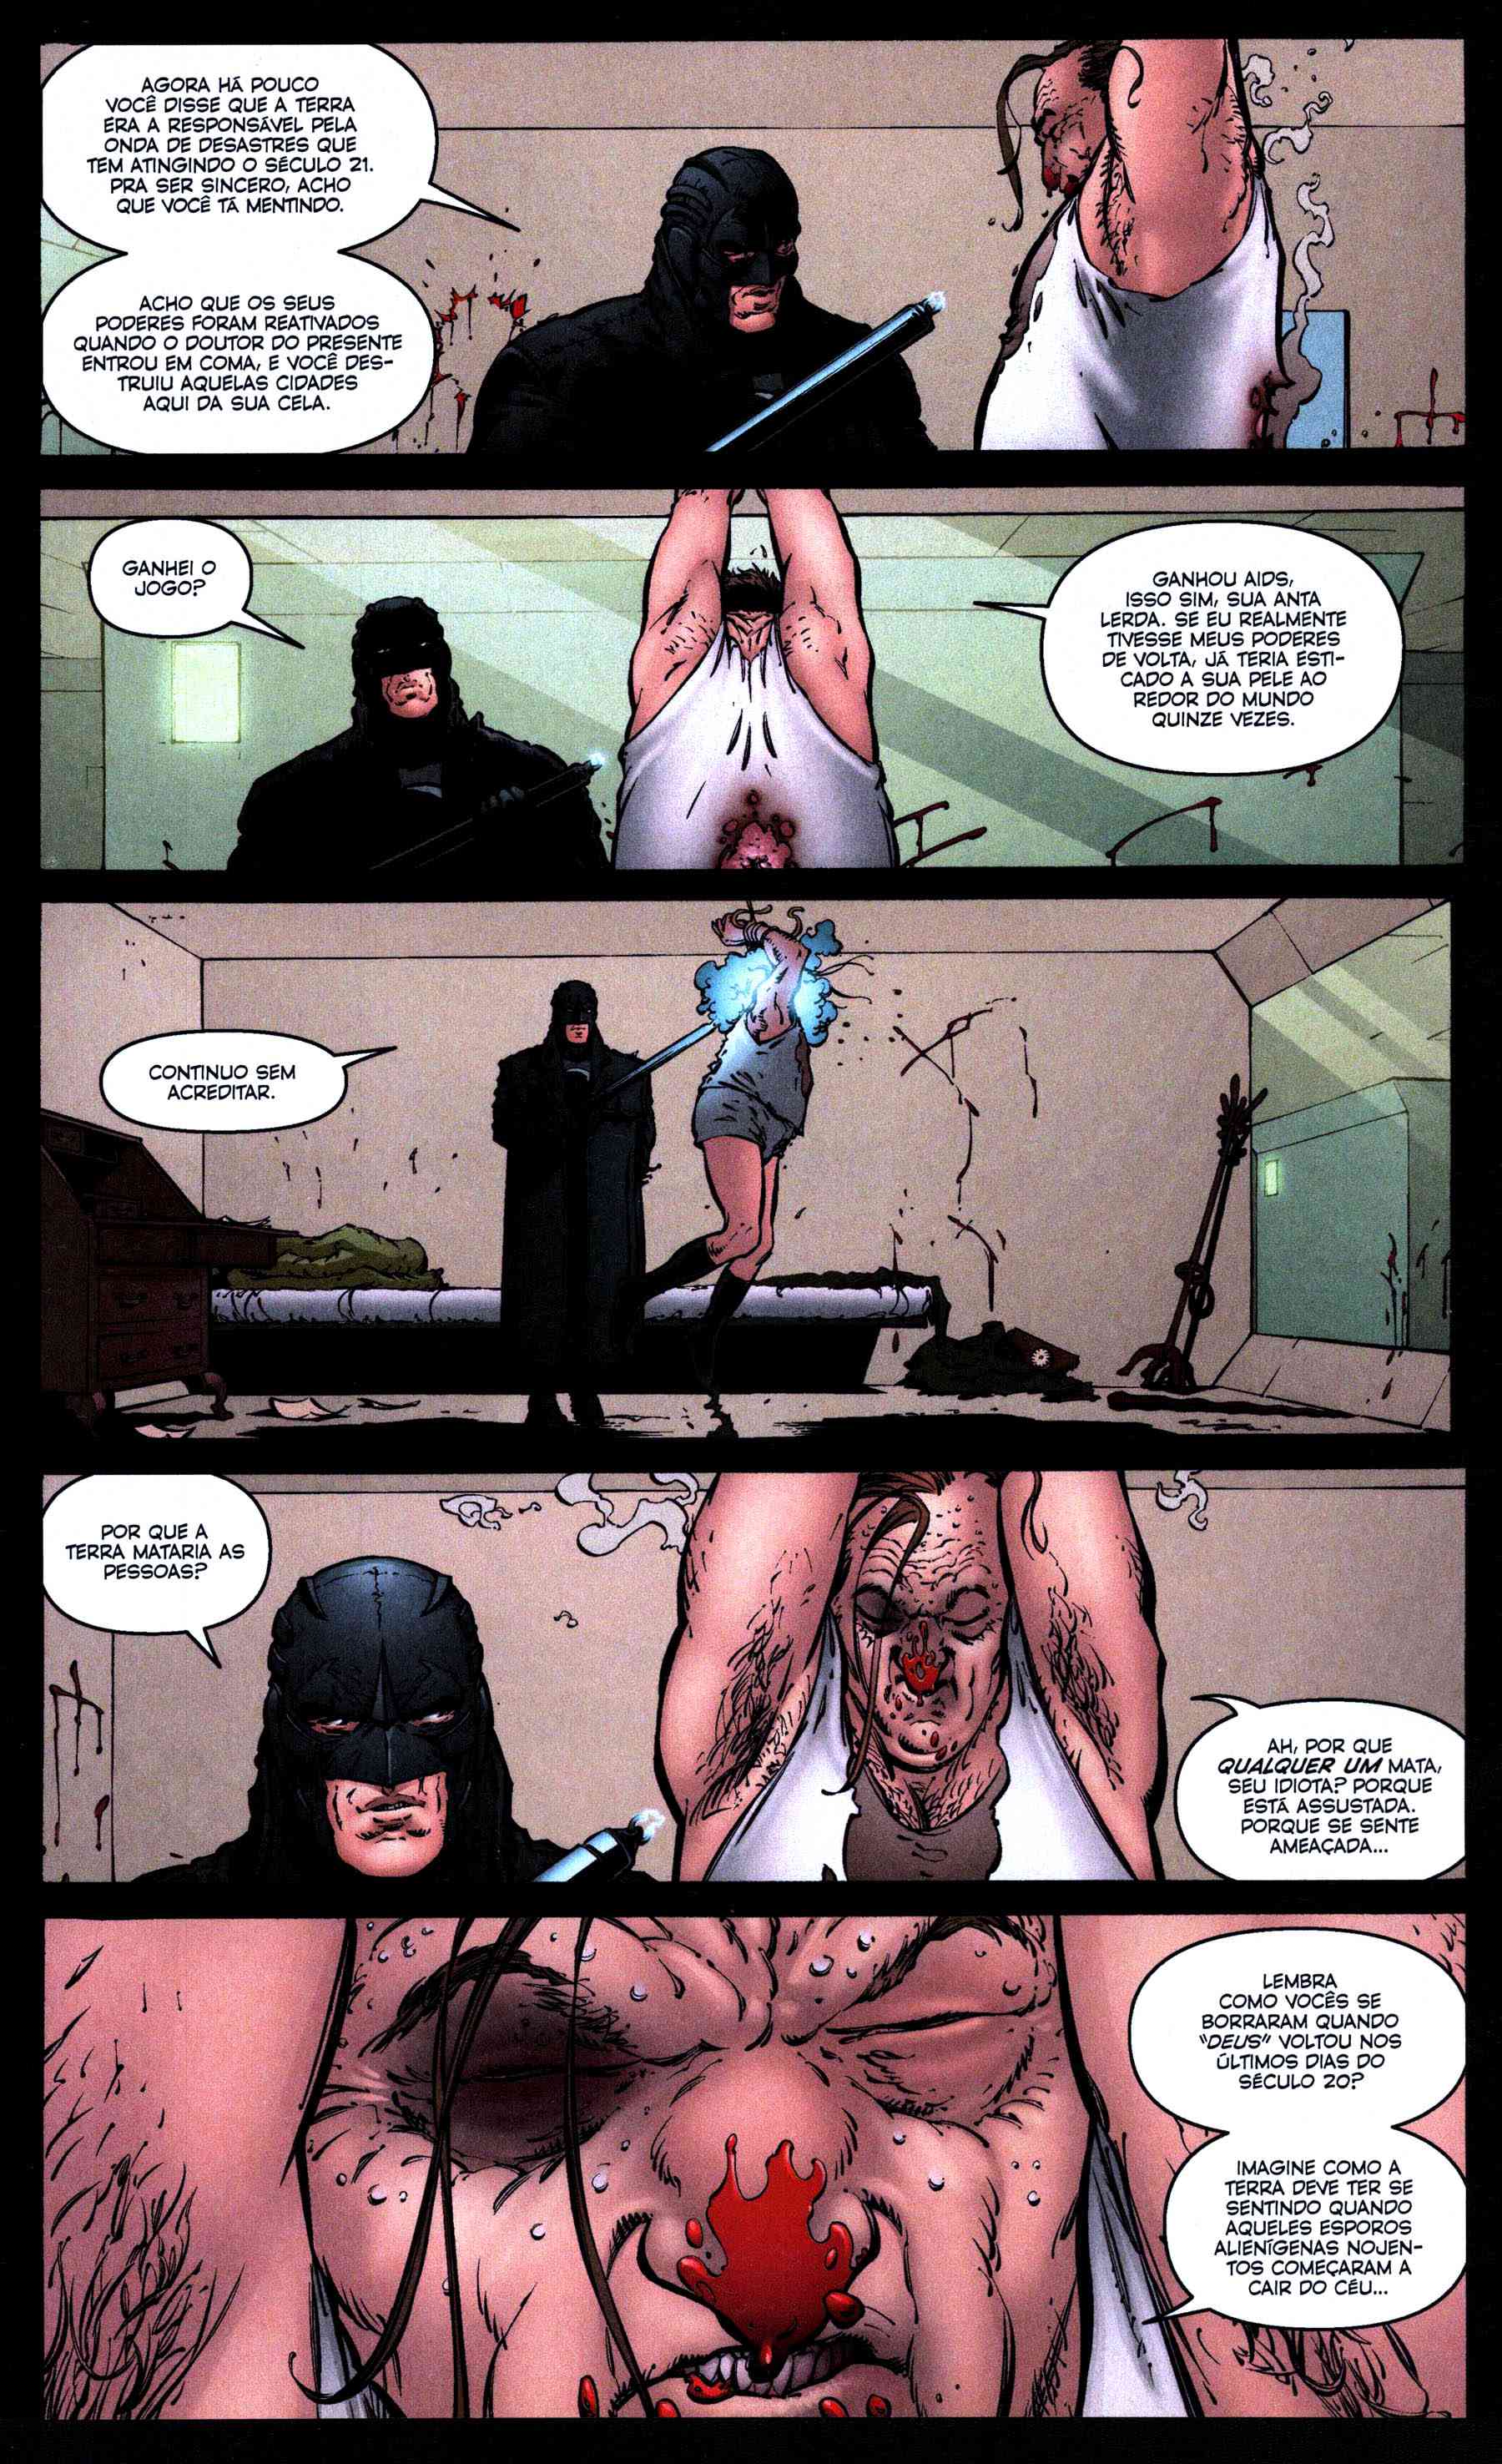 AGORA HÁ POUCO
VOCÊ DISSE QUE A TERRA
ERA A RESPONSÁVEL PELA
ONDA DE DESASTRES QUE
TEM ATINGINDO O SÉCULO 21.
PRA SER SINCERO, ACHO
QUE VOCÊ TÁ MENTINDO.
ACHO QUE OS SEUS
PODERES FORAM REATIVADOS
QUANDO O DOUTOR DO PRESENTE
ENTROU EM COMA, E VOCÊ DES-
TRUIU AQUELAS CIDADES
AQUI DA SUA CELA.
GANHEI O
JOGO?
GANHOU AIDS,
ISSO SIM, SUA ANTA
LERDA. SE EU REALMENTE
TIVESSE MEUS PODERES
DE VOLTA, JÁ TERIA ESTI-
CADO A SUA PELE AO
REDOR DO MUNDO
QUINZE VEZES.
CONTINUO SEM
ACREDITAR.
POR QUE A
TERRA MATARIA AS
PESSOAS?
AH, POR QUE
QUALQUER UM MATA,
SEU IDIOTA? PORQUE
ESTÁ ASSUSTADA.
PORQUE SE SENTE
AMEAÇADA...
LEMBRA
COMO VOCÊS SE
BORRARAM QUANDO
"DEUS" VOLTOU NOS
ÚLTIMOS DIAS DO
SÉCULO 20?
IMAGINE COMO A
TERRA DEVE TER SE
SENTINDO QUANDO
AQUELES ESPOROS
ALIENÍGENAS NOJEN-
TOS COMEÇARAM A
CAIR DO CÉU...